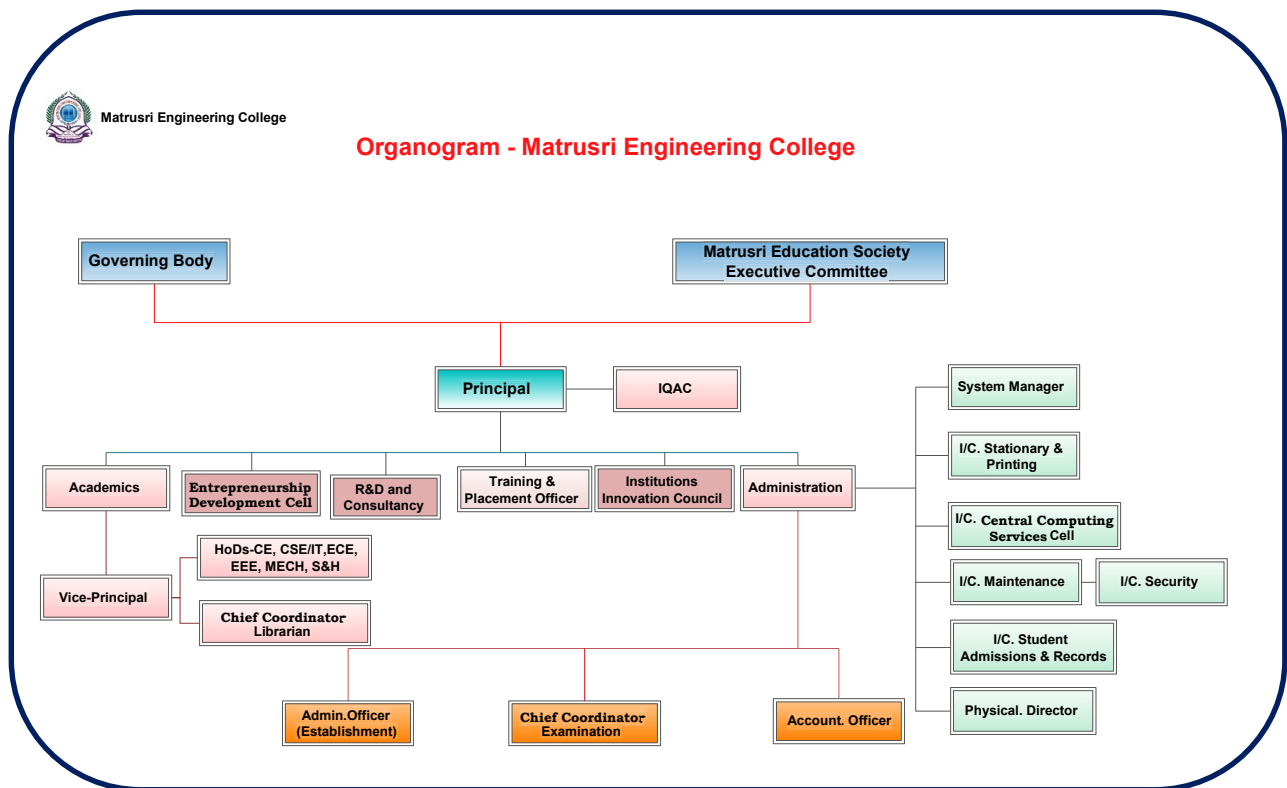 Matrusri Engineering College
Organogram - Matrusri Engineering College
Governing Body
Matrusri Education Society
Executive Committee
Principal
IQAC
System Manager
I/C. Stationary &
Printing
I/C. Central Computing
Services Cell
I/C. Maintenance
I/C. Security
I/C. Student
Admissions & Records
Physical. Director
Academics
Entrepreneurship
Development Cell
R&D and
Consultancy
Training &
Placement Officer
Institutions
Innovation Council
Administration
Vice-Principal
HoDs-CE, CSE/IT,ECE,
EEE, MECH, S&H
Chief Coordinator
Librarian
Admin.Officer
(Establishment)
Chief Coordinator
Examination
Account. Officer